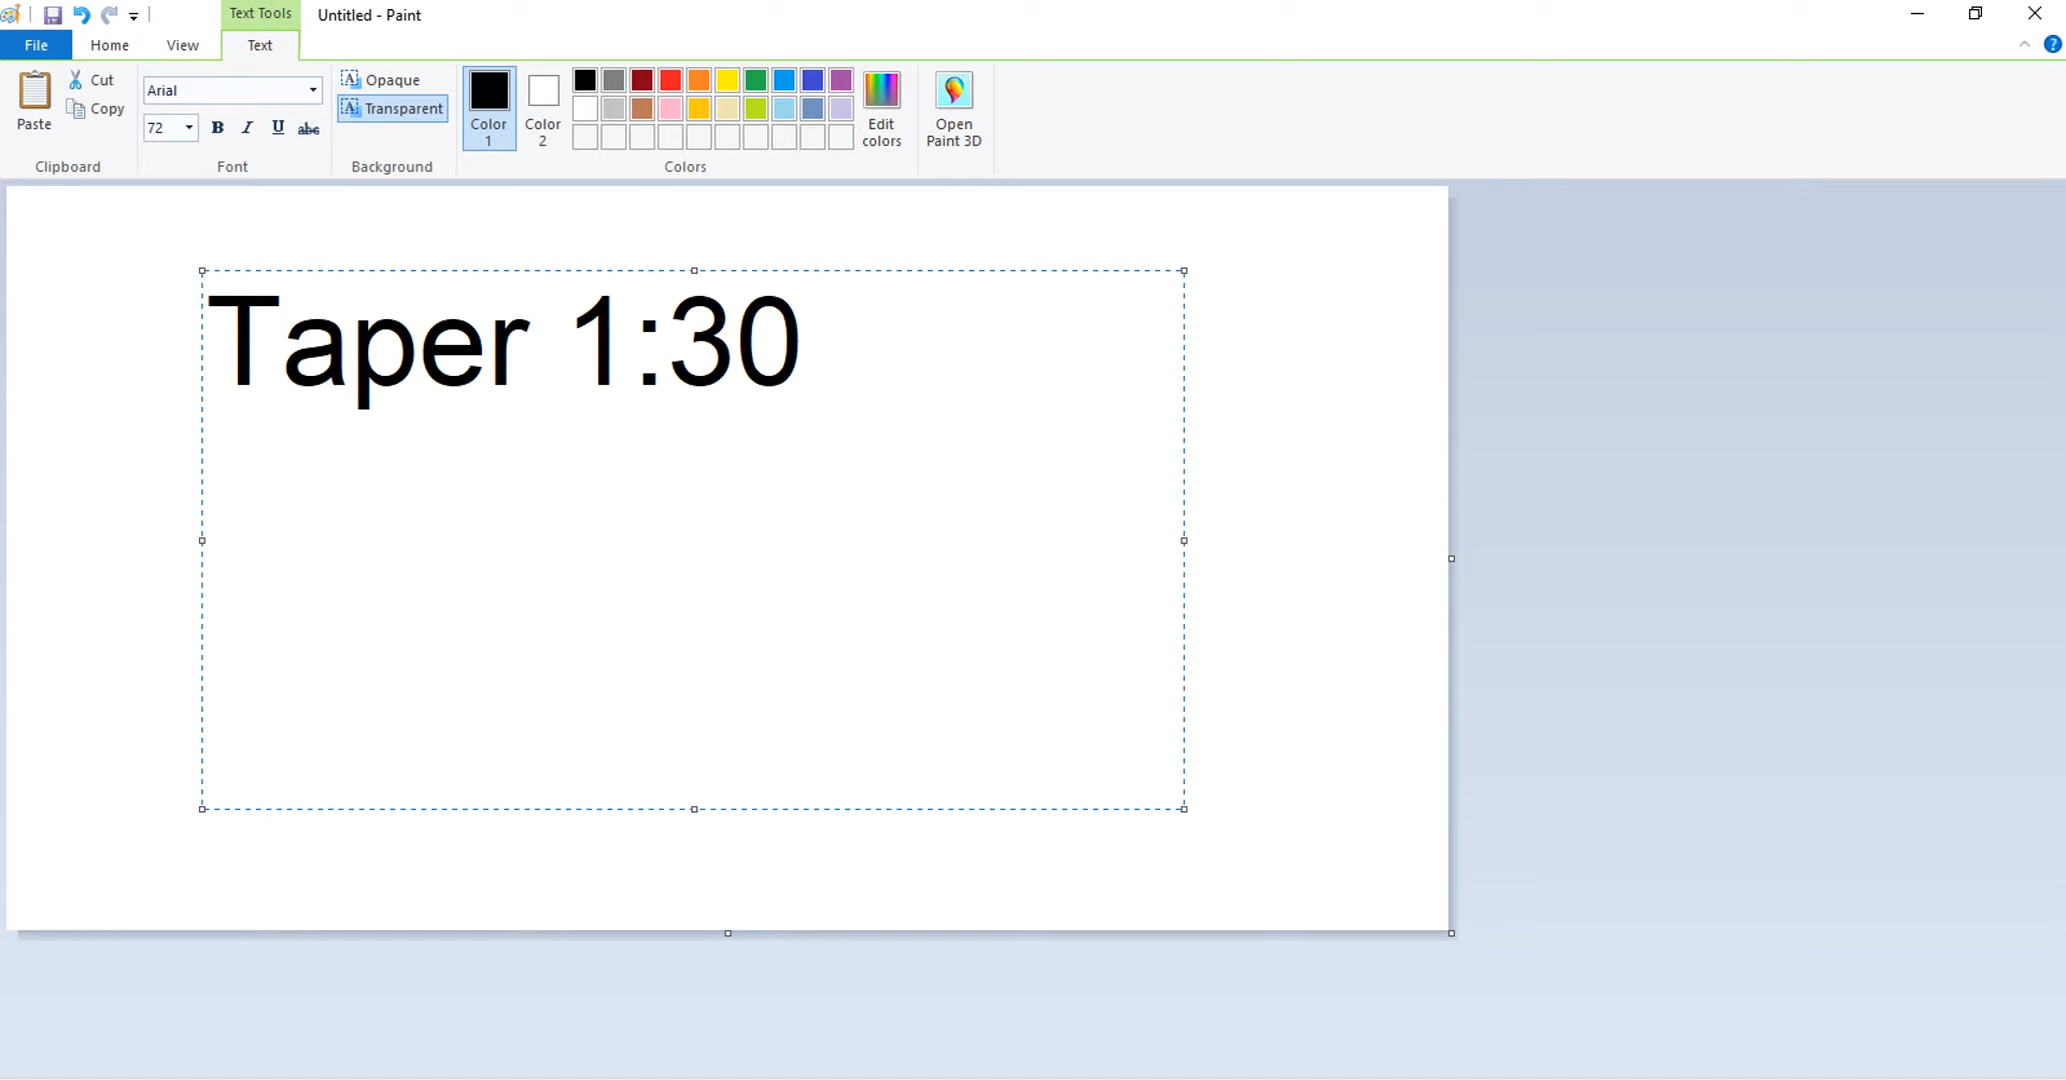 Text Tools
Untitled - Paint
File
Home
View
Text
Paste
Cut
Copy
Clipboard
Arial
72
B I U abc
Font
Opaque
Transparent
Background
Color 1
Color 2
Edit colors
Colors
Open Paint 3D
Taper 1:30